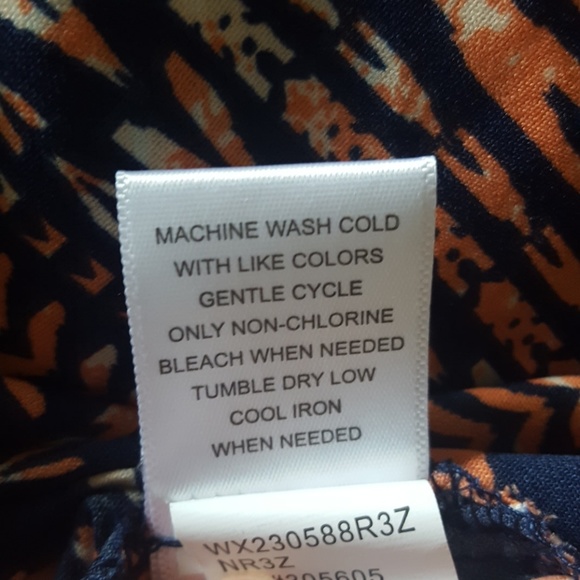 MACHINE WASH COLD
WITH LIKE COLORS
GENTLE CYCLE
ONLY NON-CHLORINE
BLEACH WHEN NEEDED
TUMBLE DRY LOW
COOL IRON
WHEN NEEDED
WX230588R3Z
NR3Z
#205605